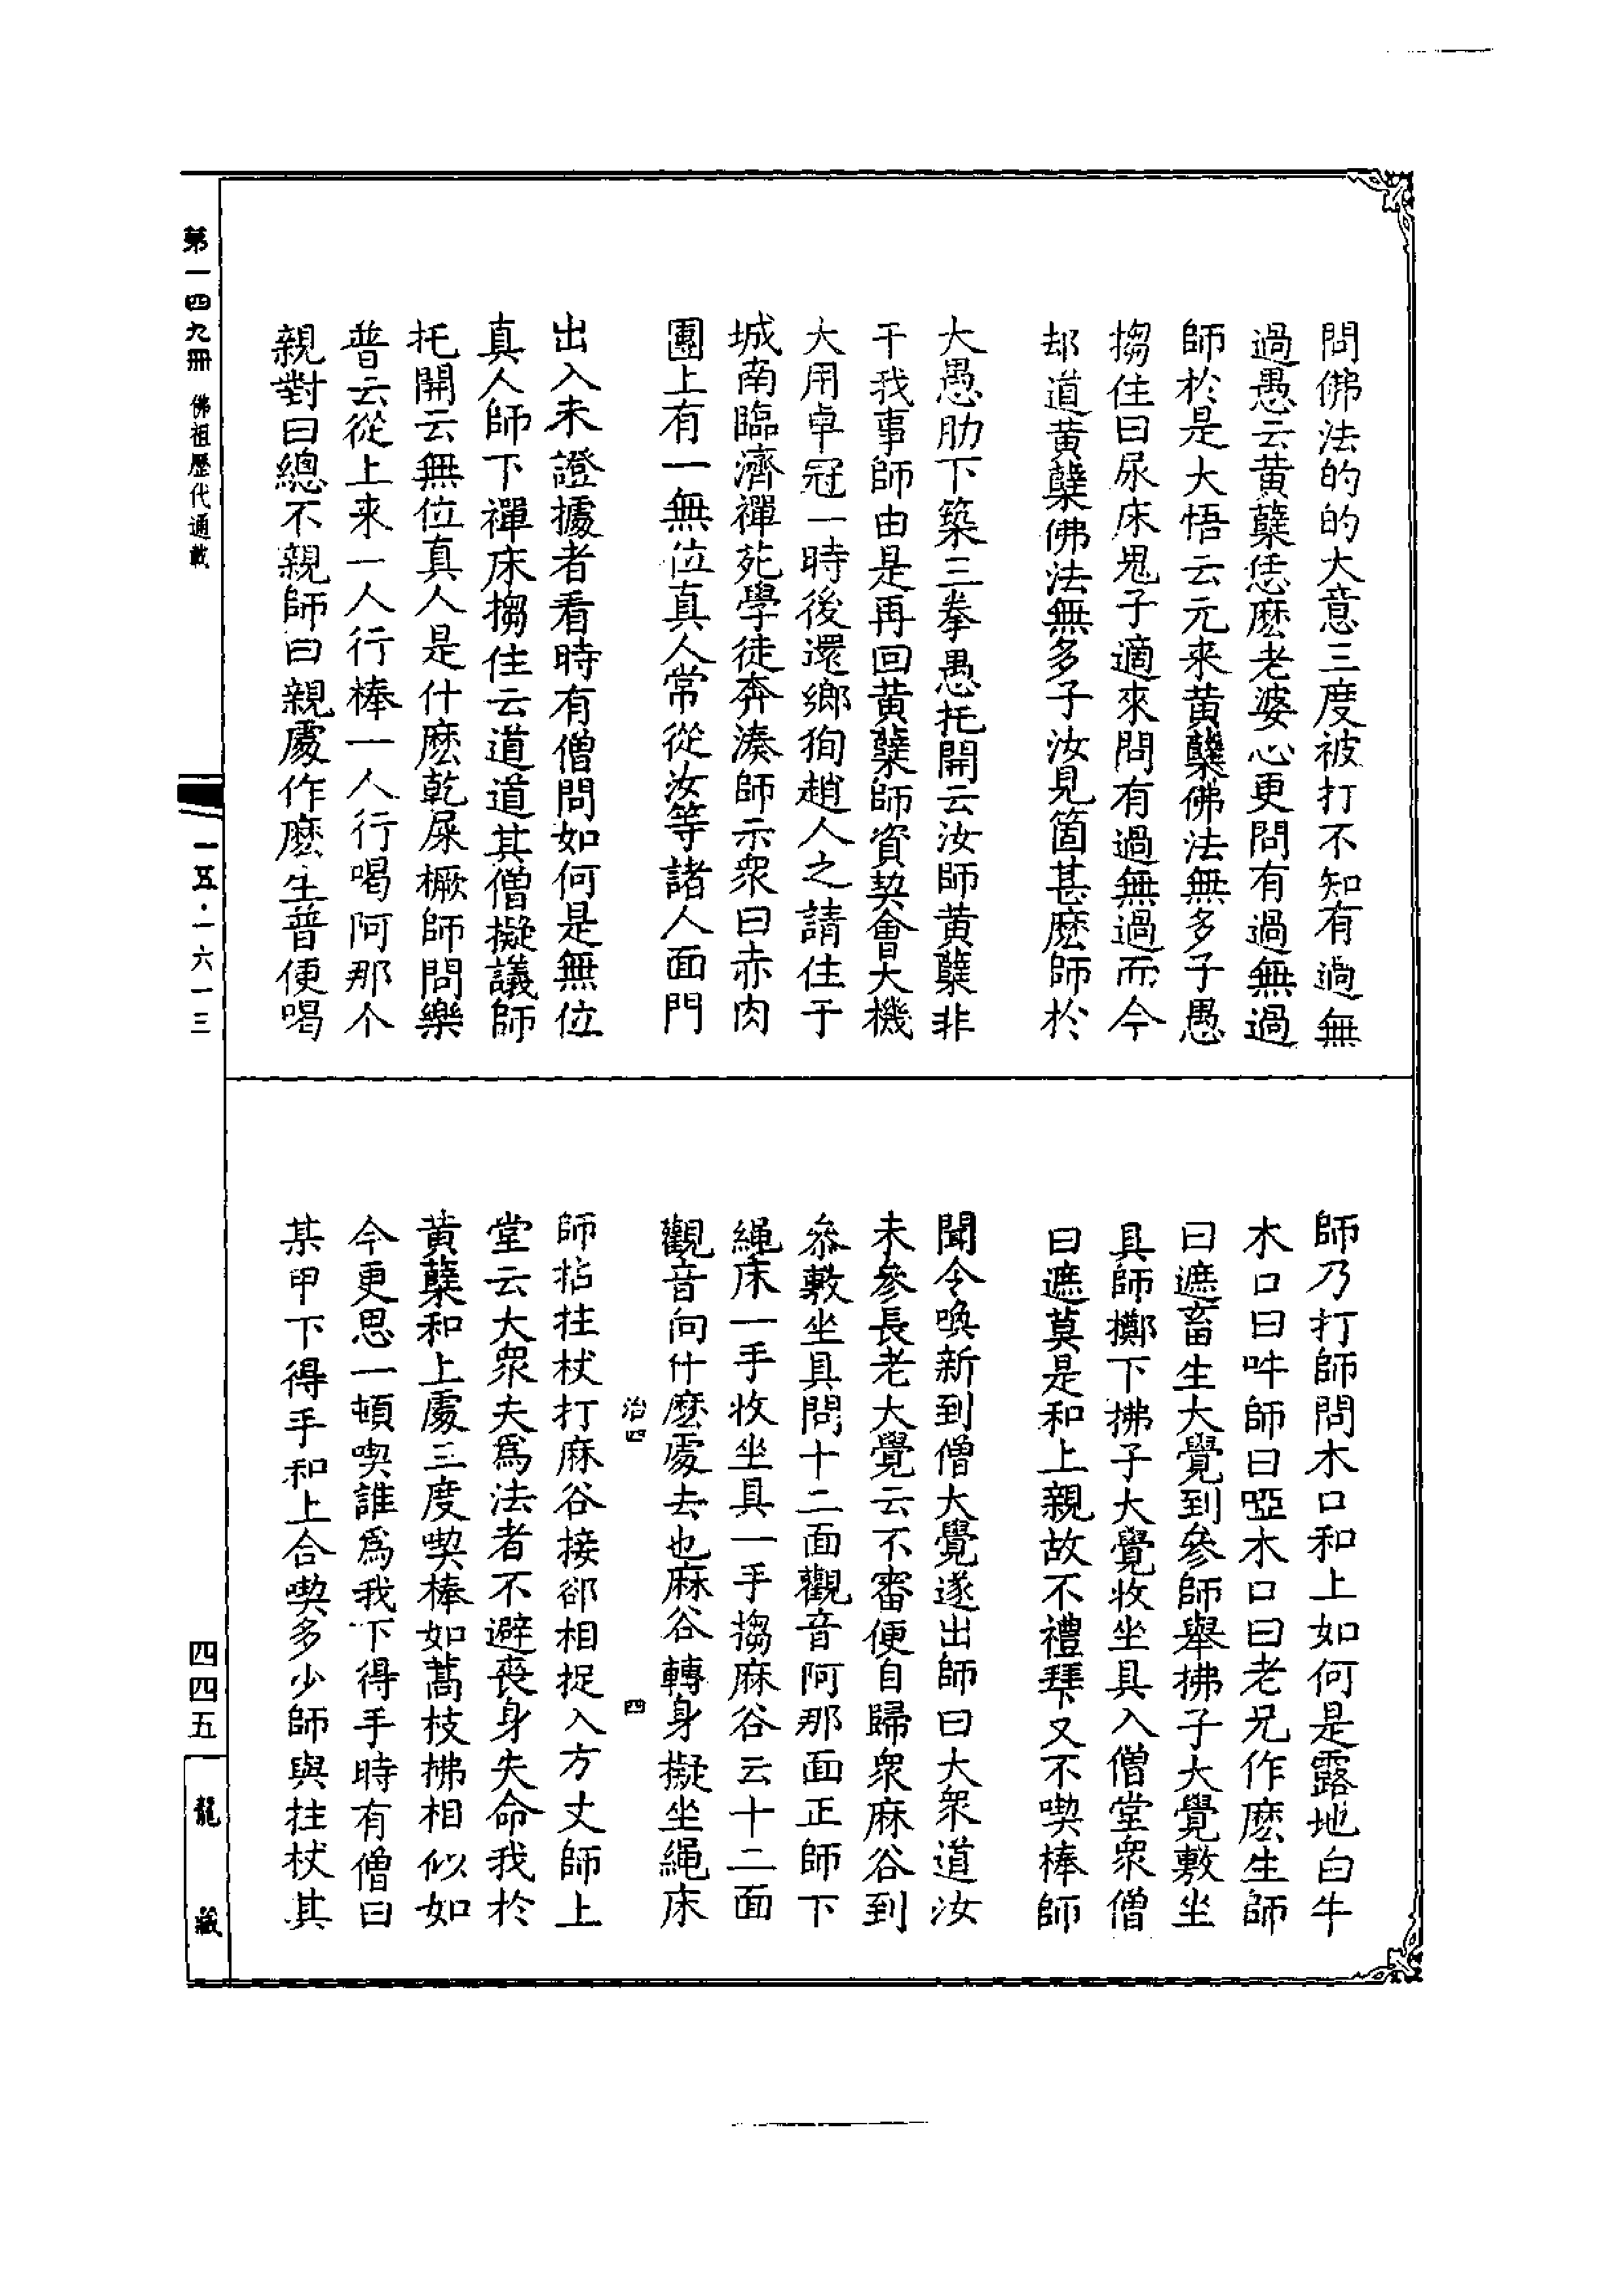 問佛法的的大意三度被打不知有過無
過愚云黄蘗恁麽老婆心更問有過無過
師於是大悟云元來黄蘗佛法無多子愚
搊住曰尿床鬼子適來問有過無過而今
却道黄蘗佛法無多子汝見箇甚麽師於
大愚肋下築三拳愚托開云汝師黄蘗非
干我事師由是再回黄蘗師資契會大機
大用卓冠一時後還鄉狥趙人之請住于
城南臨濟禪苑學徒奔湊師示衆曰赤肉
團上有一無位真人常從汝等諸人面門
出入未證據者看時有僧問如何是無位
真人師下禪床搊住云道道其僧擬議師
托開云無位真人是什麽乾屎橛師問樂
普云從上来一人行棒一人行喝阿那个
親對曰總不親師曰親處作麽生普便喝
師乃打師問木口和上如何是露地白牛
木口曰吽師曰啞木口曰老兄作麽生師
曰遮畜生大覺到參師舉拂子大覺敷坐
具師擲下拂子大覺收坐具入僧堂衆僧
曰遮莫是和上親故不禮拜又不喫棒師
聞令喚新到僧大覺遂出師曰大衆道汝
未參長老大覺云不審便自歸衆麻谷到
叅敷坐具問十二面觀音阿那面正師下
繩床一手收坐具一手搊麻谷云十二面
觀音向什麽處去也麻谷轉身擬坐繩床
治四
四
師拈拄杖打麻谷接却相捉入方丈師上
堂云大衆夫爲法者不避喪身失命我於
黄蘗和上處三度喫棒如蒿枝拂相似如
今更思一頓喫誰爲我下得手時有僧曰
某甲下得手和上合喫多少師與拄杖其
第一四九冊 佛祖歷代通載
一五·一六一三
四四五
龍藏